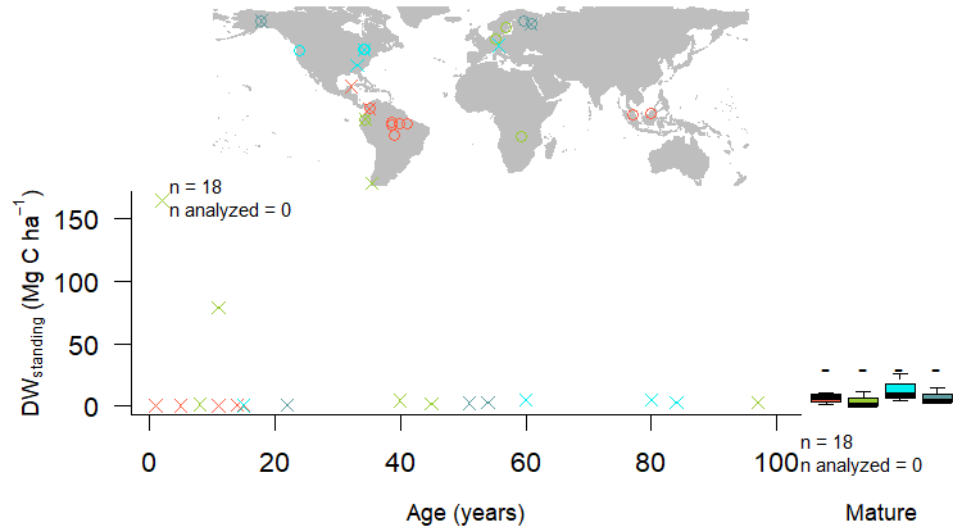 n = 18
n analyzed = 0
DWstanding (Mg C ha−1)
150
100
50
0
- - - -
0 20 40 60 80 100
n = 18
n analyzed = 0
Age (years)
Mature